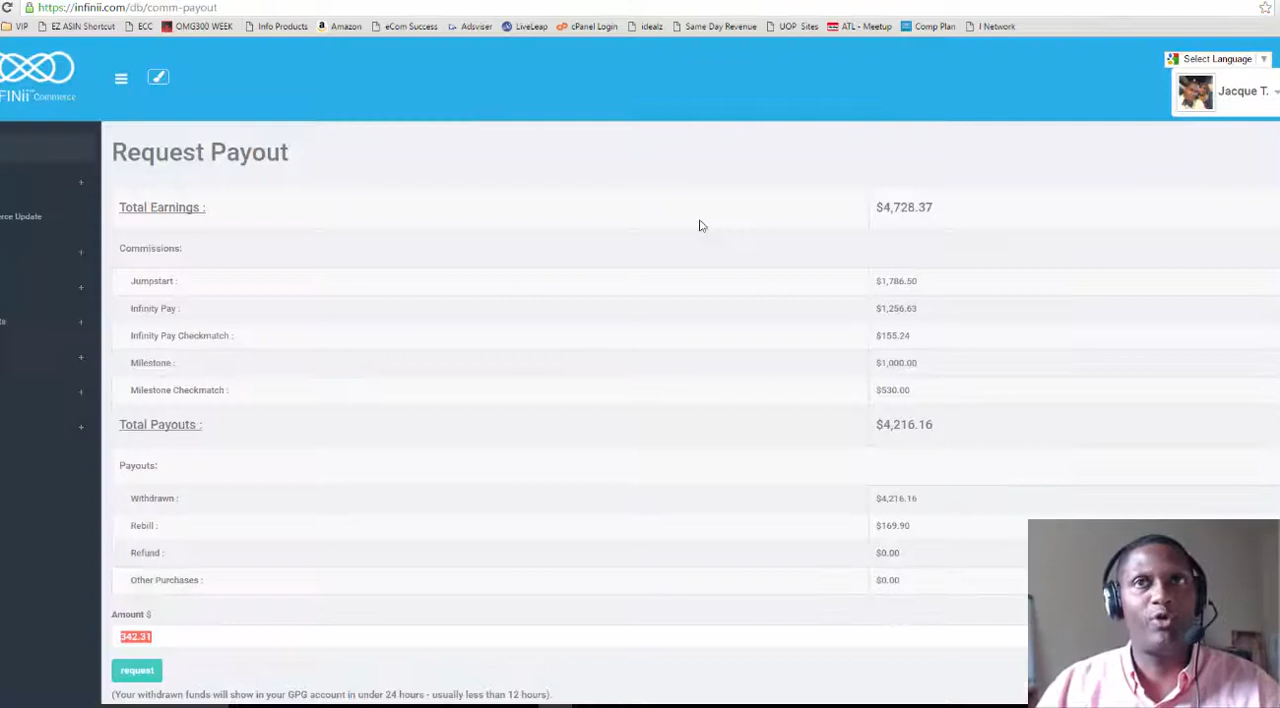 https://infinii.com/db/comm-payout
VIP EZ ASIN Shortcut ECC OMG300 WEEK Info Products Amazon eCom Success Adsviser LiveLeap cPanel Login idealz Same Day Revenue UOP Sites ATL - Meetup Comp Plan I Network
Select Language
FINii Commerce
Jacque T.
Request Payout
Total Earnings : $4,728.37
Commissions:
Jumpstart : $1,786.50
Infinity Pay : $1,256.63
Infinity Pay Checkmatch : $155.24
Milestone : $1,000.00
Milestone Checkmatch : $530.00
Total Payouts : $4,216.16
Payouts:
Withdrawn : $4,216.16
Rebill : $169.90
Refund : $0.00
Other Purchases : $0.00
Amount $
342.31
request
(Your withdrawn funds will show in your GPG account in under 24 hours - usually less than 12 hours).
rce Update